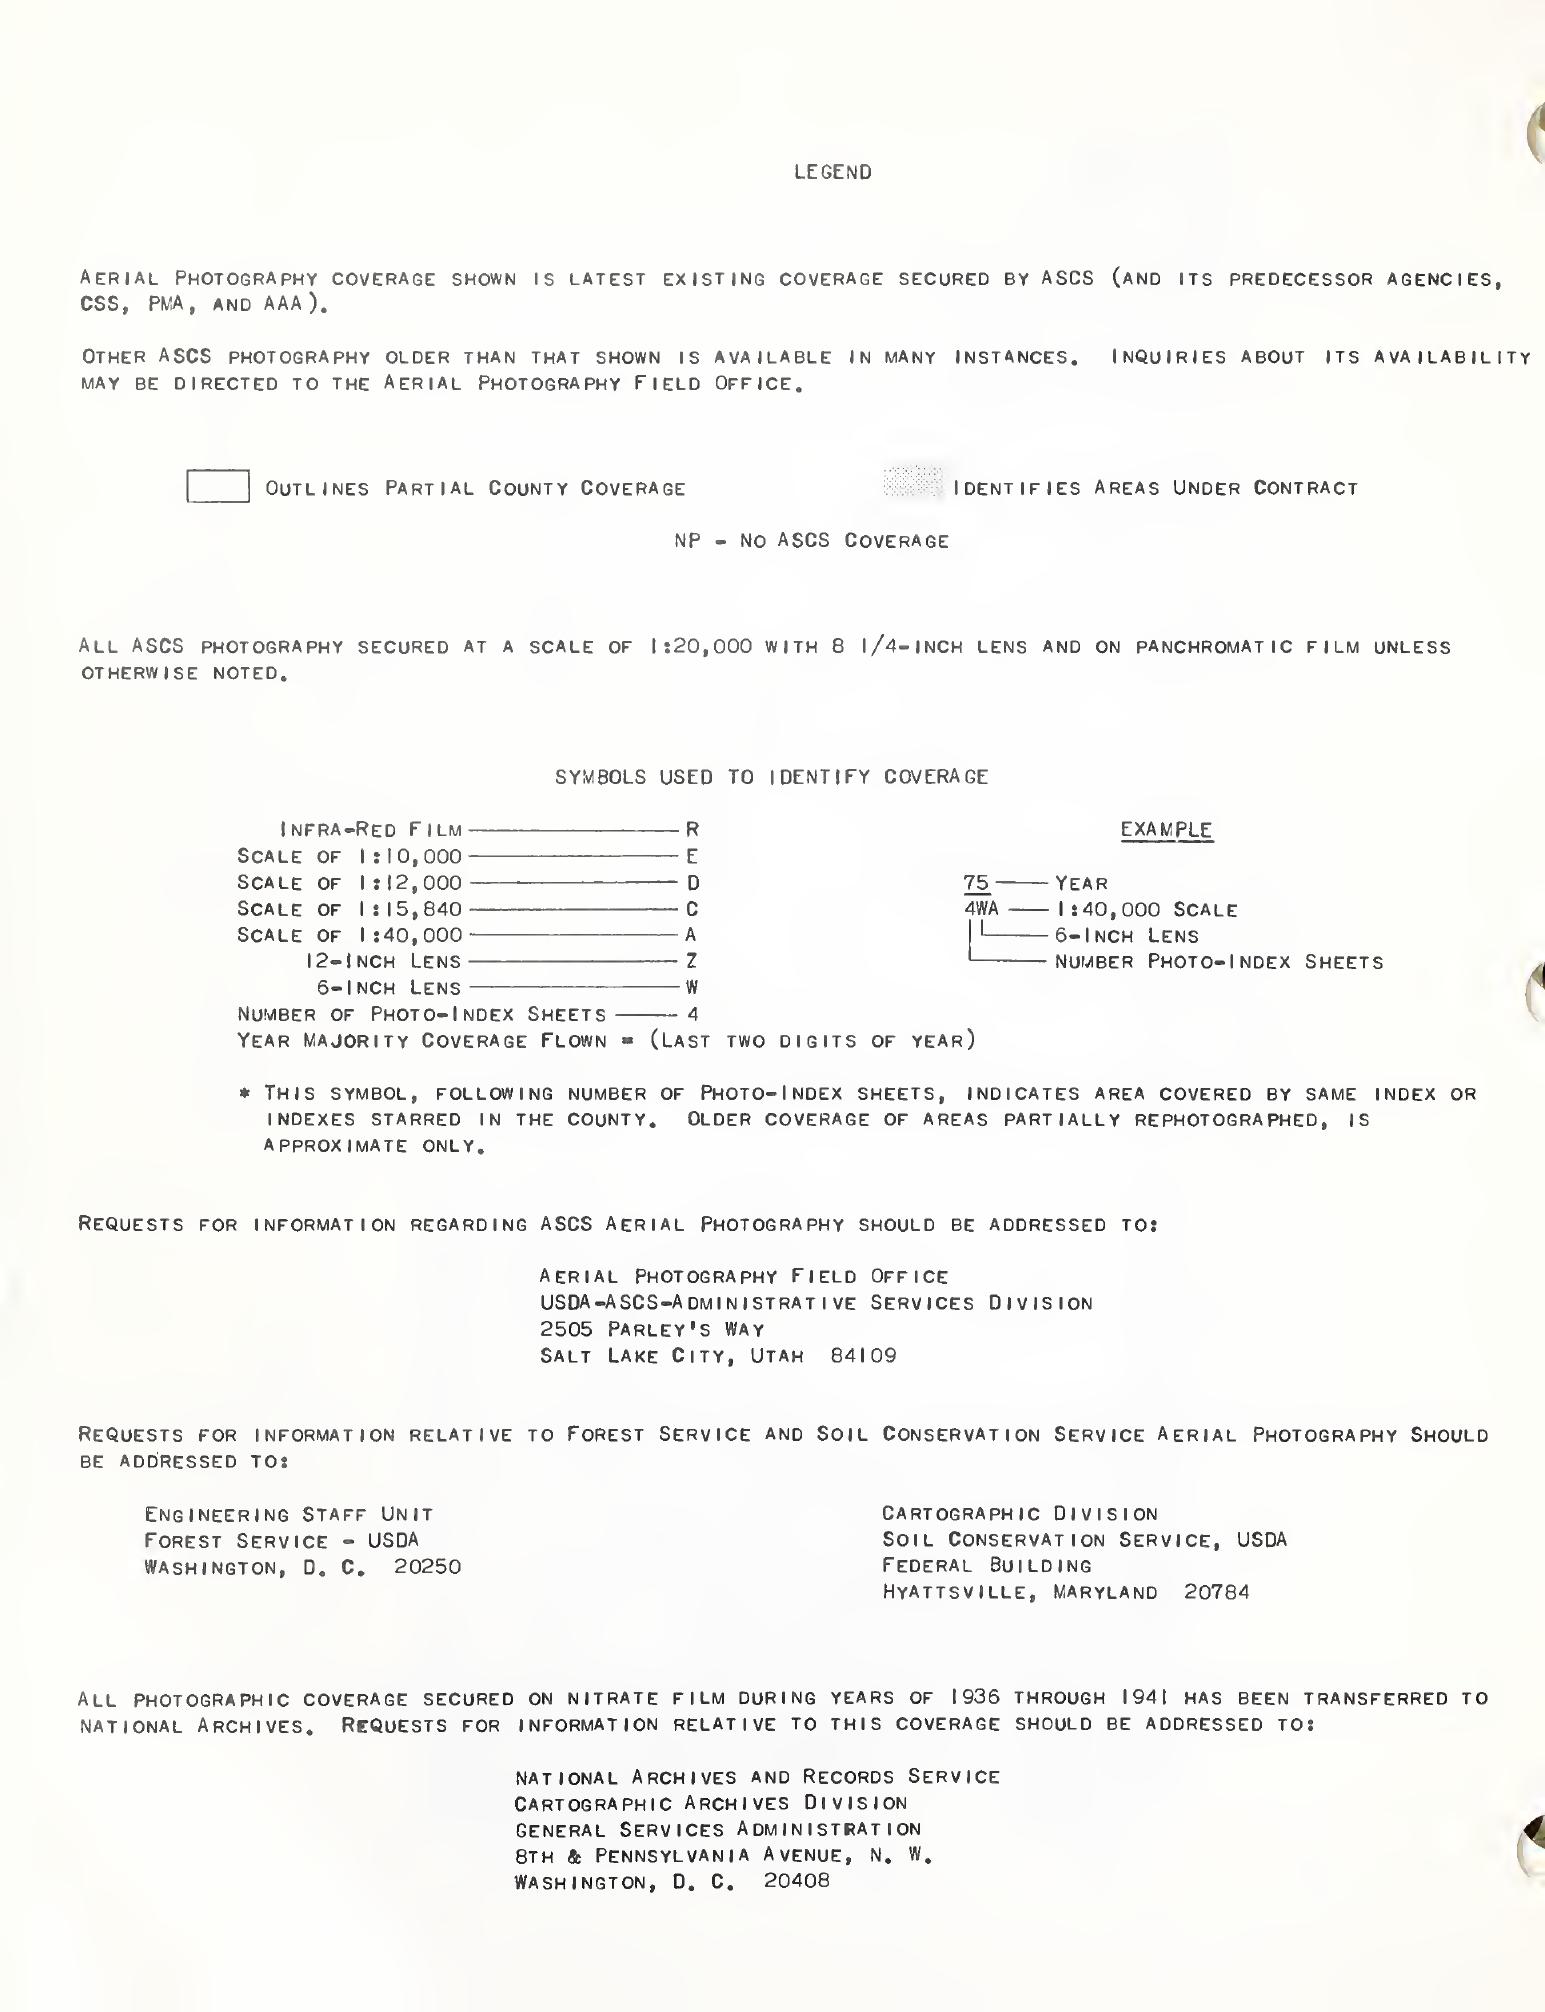 LEGEND
AERIAL PHOTOGRAPHY COVERAGE SHOWN IS LATEST EXISTING COVERAGE SECURED BY ASCS (AND ITS PREDECESSOR AGENCIES,
CSS, PMA, AND AAA).
OTHER ASCS PHOTOGRAPHY OLDER THAN THAT SHOWN IS AVAILABLE IN MANY INSTANCES. INQUIRIES ABOUT ITS AVAILABILITY
MAY BE DIRECTED TO THE AERIAL PHOTOGRAPHY FIELD OFFICE.
OUTLINES PARTIAL COUNTY COVERAGE
IDENTIFIES AREAS UNDER CONTRACT
NP - NO ASCS COVERAGE
ALL ASCS PHOTOGRAPHY SECURED AT A SCALE OF 1:20,000 WITH 8 1/4-INCH LENS AND ON PANCHROMATIC FILM UNLESS
OTHERWISE NOTED.
SYMBOLS USED TO IDENTIFY COVERAGE
INFRA-RED FILM R
SCALE OF 1:10,000 E
SCALE OF 1:12,000 D
SCALE OF 1:15,840 C
SCALE OF 1:40,000 A
12-INCH LENS Z
6-INCH LENS W
NUMBER OF PHOTO-INDEX SHEETS 4
YEAR MAJORITY COVERAGE FLOWN = (LAST TWO DIGITS OF YEAR)
EXAMPLE
75 YEAR
4WA 1:40,000 SCALE
6-INCH LENS
NUMBER PHOTO-INDEX SHEETS
* THIS SYMBOL, FOLLOWING NUMBER OF PHOTO-INDEX SHEETS, INDICATES AREA COVERED BY SAME INDEX OR
INDEXES STARRED IN THE COUNTY. OLDER COVERAGE OF AREAS PARTIALLY REPHOTOGRAPHED, IS
APPROXIMATE ONLY.
REQUESTS FOR INFORMATION REGARDING ASCS AERIAL PHOTOGRAPHY SHOULD BE ADDRESSED TO:
AERIAL PHOTOGRAPHY FIELD OFFICE
USDA-ASCS-ADMINISTRATIVE SERVICES DIVISION
2505 PARLEY'S WAY
SALT LAKE CITY, UTAH 84109
REQUESTS FOR INFORMATION RELATIVE TO FOREST SERVICE AND SOIL CONSERVATION SERVICE AERIAL PHOTOGRAPHY SHOULD
BE ADDRESSED TO:
ENGINEERING STAFF UNIT
FOREST SERVICE - USDA
WASHINGTON, D. C. 20250
CARTOGRAPHIC DIVISION
SOIL CONSERVATION SERVICE, USDA
FEDERAL BUILDING
HYATTSVILLE, MARYLAND 20784
ALL PHOTOGRAPHIC COVERAGE SECURED ON NITRATE FILM DURING YEARS OF 1936 THROUGH 1941 HAS BEEN TRANSFERRED TO
NATIONAL ARCHIVES. REQUESTS FOR INFORMATION RELATIVE TO THIS COVERAGE SHOULD BE ADDRESSED TO:
NATIONAL ARCHIVES AND RECORDS SERVICE
CARTOGRAPHIC ARCHIVES DIVISION
GENERAL SERVICES ADMINISTRATION
8TH & PENNSYLVANIA AVENUE, N. W.
WASHINGTON, D. C. 20408